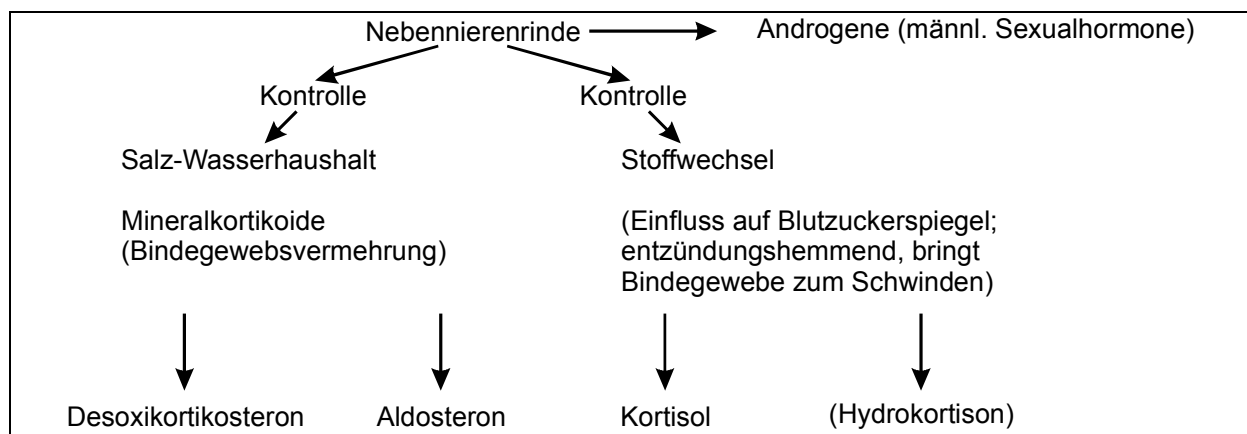 Nebennierenrinde
Androgene (männl. Sexualhormone)
Kontrolle
Kontrolle
Salz-Wasserhaushalt
Stoffwechsel
Mineralkortikoide
(Bindegewebsvermehrung)
(Einfluss auf Blutzuckerspiegel;
entzündungshemmend, bringt
Bindegewebe zum Schwinden)
Desoxikortikosteron
Aldosteron
Kortisol
(Hydrokortison)